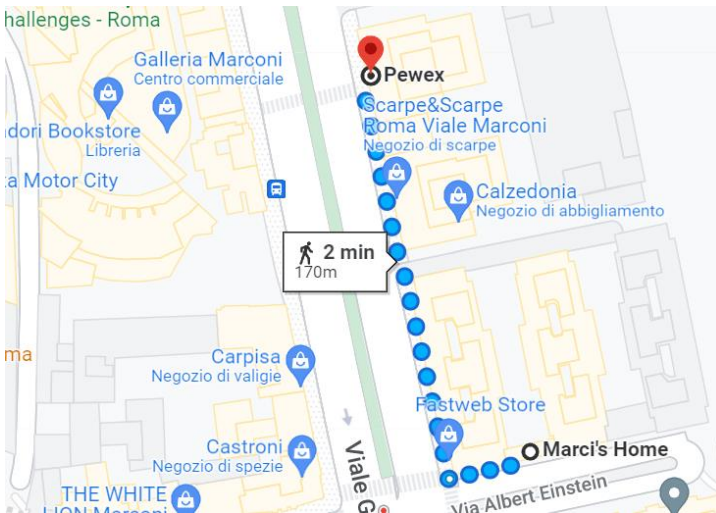 hallenges - Roma
Galleria Marconi
Centro commerciale
Pewex
Scarpe&Scarpe
Roma Viale Marconi
Negozio di scarpe
dori Bookstore
Libreria
a Motor City
Calzedonia
Negozio di abbigliamento
2 min
170m
ma
Carpisa
Negozio di valigie
Fastweb Store
Castroni
Negozio di spezie
Marci's Home
Viale G
Via Albert Einstein
THE WHITE
LION Marconi